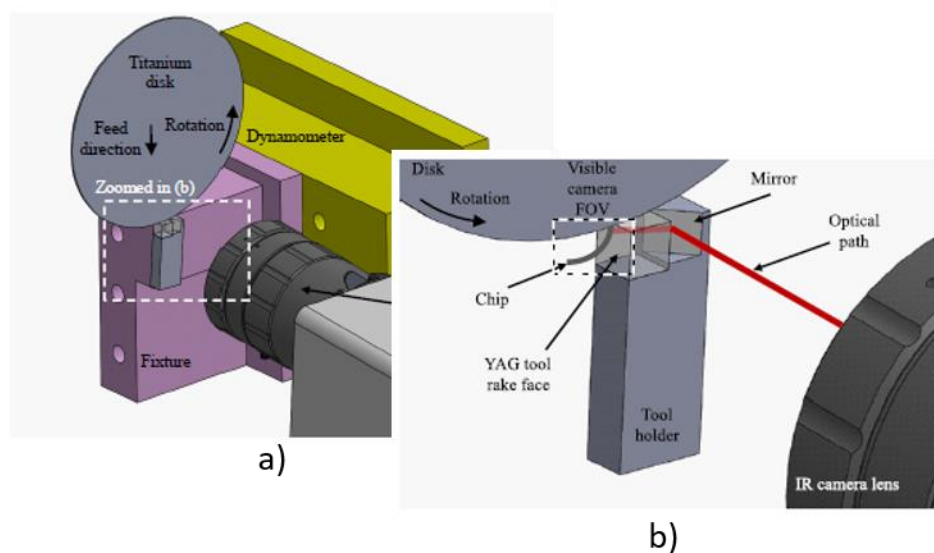 Titanium
disk
Feed
direction
Rotation
Dynamometer
Zoomed in (b)
Fixture
a)
Disk
Rotation
Visible
camera
FOV
Mirror
Optical
path
Chip
YAG tool
rake face
Tool
holder
IR camera lens
b)